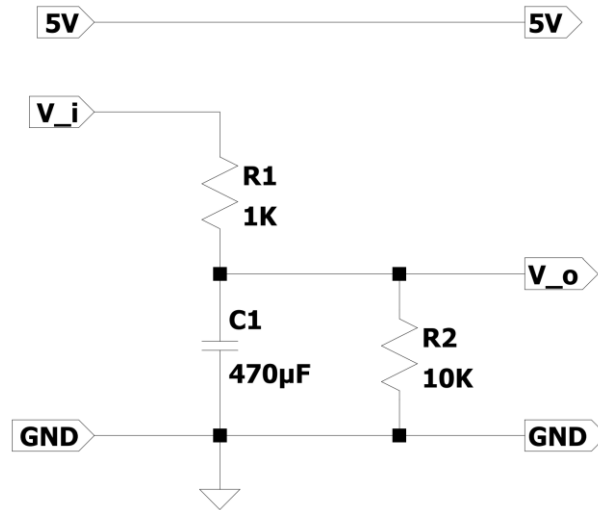 5V 5V
V_i
R1
1K
V_o
C1
470µF
R2
10K
GND GND